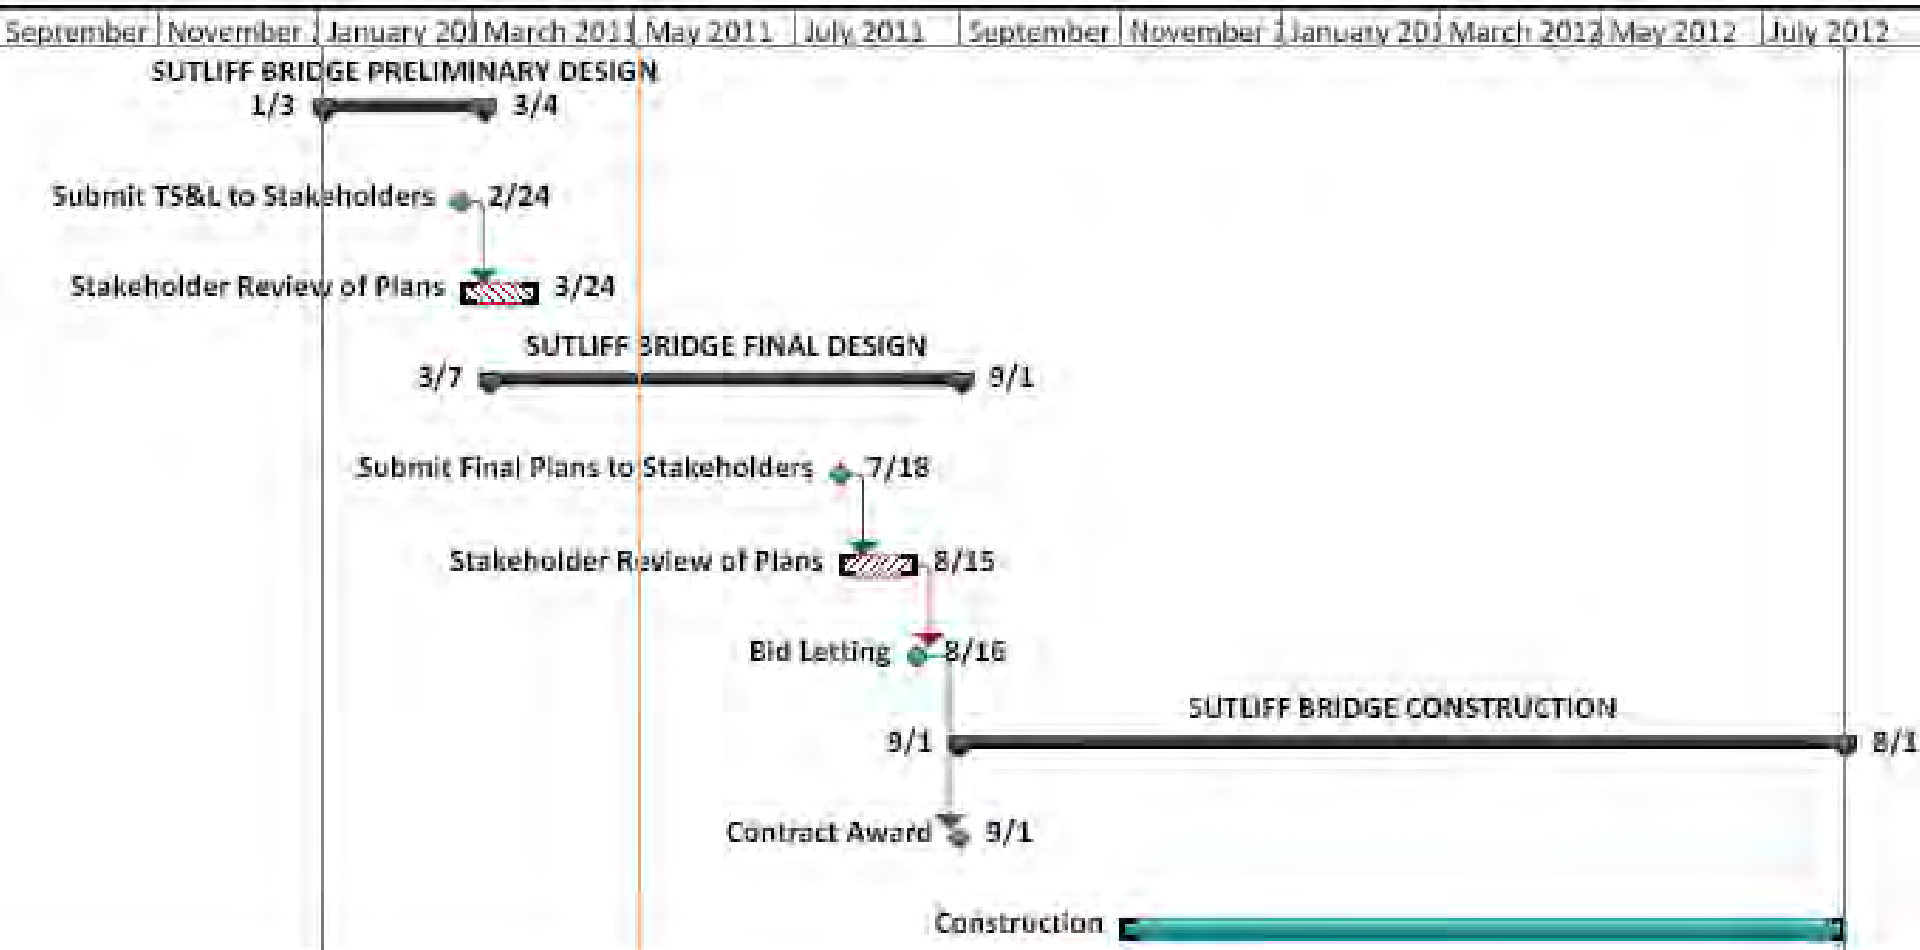 September November January 201 March 2011 May 2011 July 2011 September November January 201 March 2012 May 2012 July 2012
SUTLIFF BRIDGE PRELIMINARY DESIGN
1/3 3/4
Submit TS&L to Stakeholders 2/24
Stakeholder Review of Plans 3/24
SUTLIFF BRIDGE FINAL DESIGN
3/7 9/1
Submit Final Plans to Stakeholders 7/18
Stakeholder Review of Plans 8/15
Bid Letting 8/16
SUTLIFF BRIDGE CONSTRUCTION
9/1 8/1
Contract Award 9/1
Construction